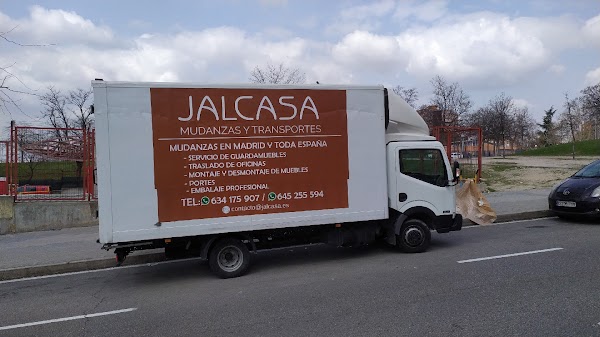 JALCASA
MUDANZAS Y TRANSPORTES
MUDANZAS EN MADRID Y TODA ESPAÑA
- SERVICIO DE GUARDAMUEBLES
- TRASLADO DE OFICINAS
- MONTAJE Y DESMONTAJE DE MUEBLES
- PORTES
- EMBALAJE PROFESIONAL
TEL: 634 175 907 / 645 255 594
contacto@jalcasa.es